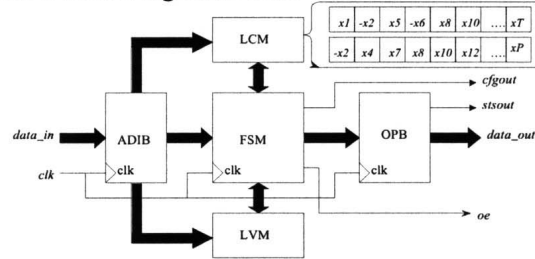 x1 -x2 x5 -x6 x8 x10 .... xT
LCM
-x2 x4 x7 x8 x10 x12 .... xP
cfgout
stsout
data_in ADIB FSM OPB data_out
clk clk clk clk
LVM oe